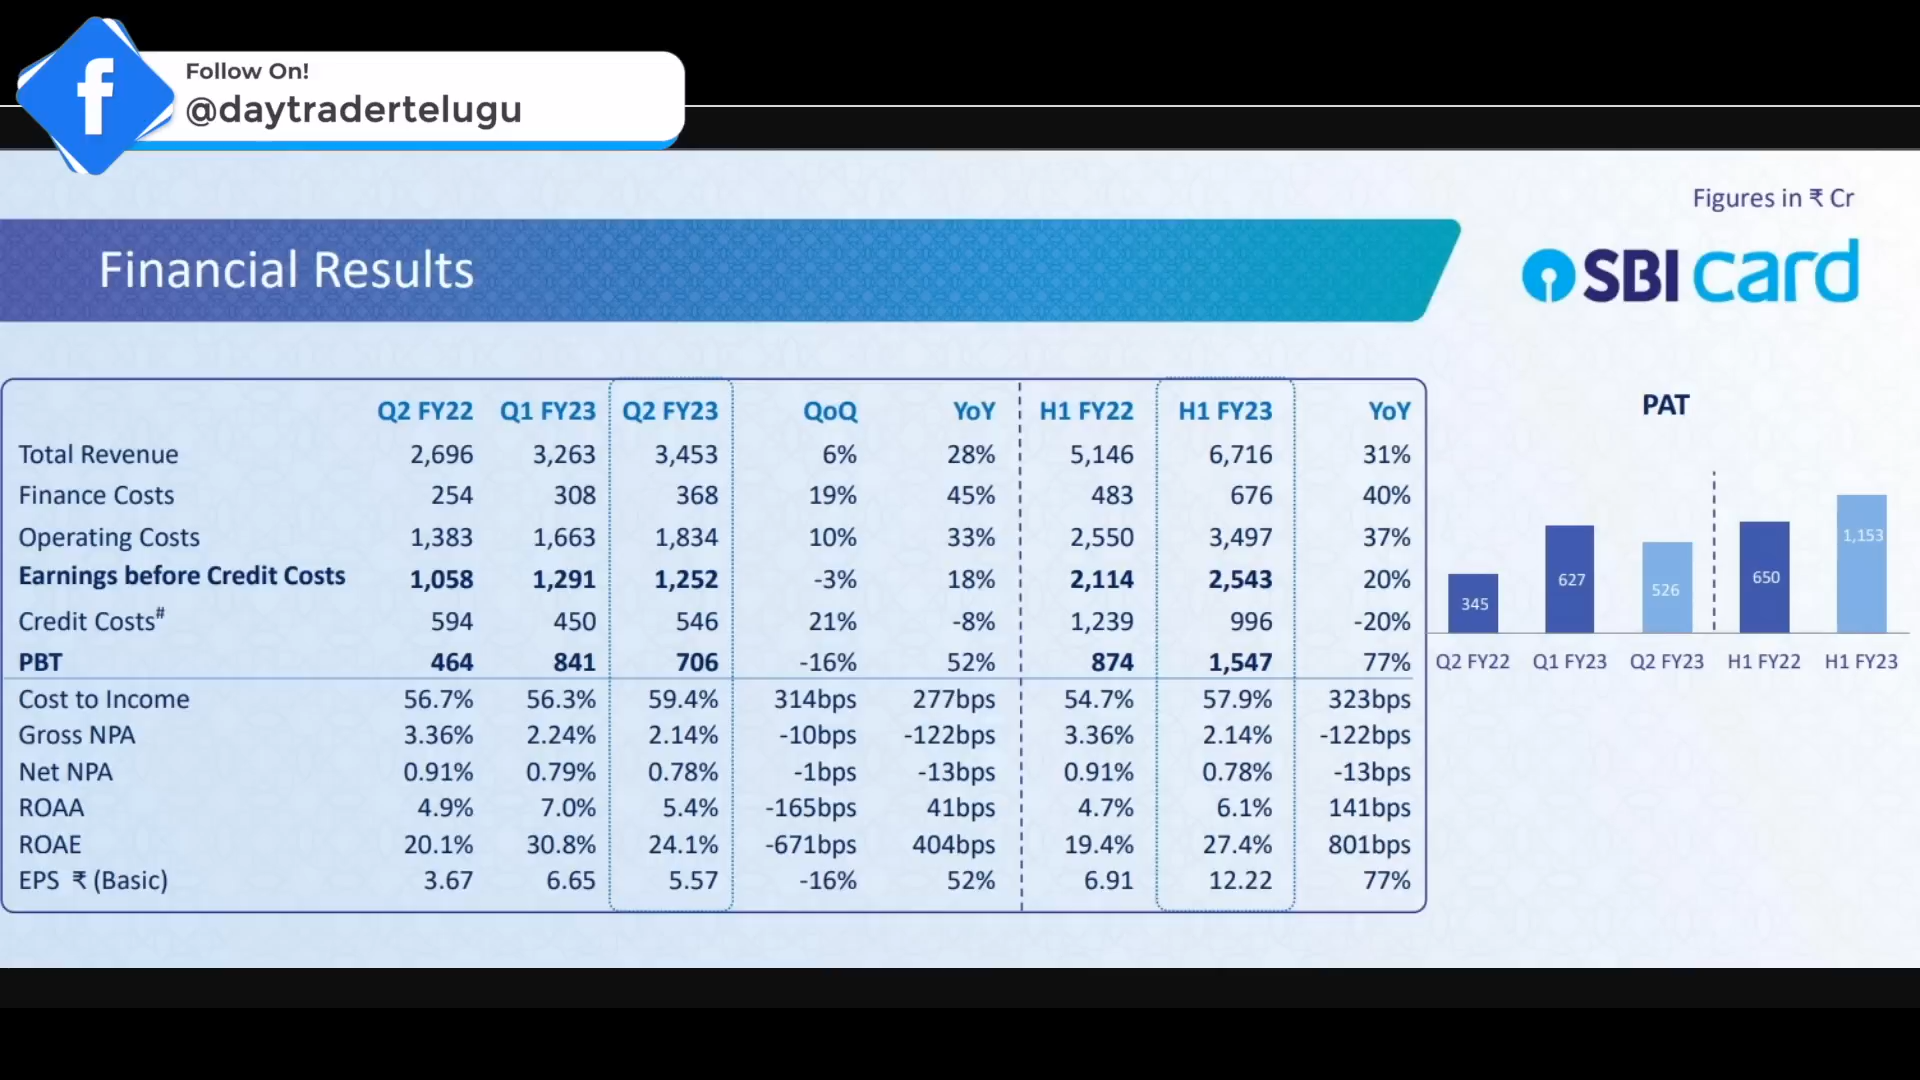 Follow On!
@daytradertelugu
Figures in ₹ Cr
Financial Results
SBI card
Q2 FY22 Q1 FY23 Q2 FY23 QoQ YoY H1 FY22 H1 FY23 YoY
Total Revenue 2,696 3,263 3,453 6% 28% 5,146 6,716 31%
Finance Costs 254 308 368 19% 45% 483 676 40%
Operating Costs 1,383 1,663 1,834 10% 33% 2,550 3,497 37%
Earnings before Credit Costs 1,058 1,291 1,252 -3% 18% 2,114 2,543 20%
Credit Costs# 594 450 546 21% -8% 1,239 996 -20%
PBT 464 841 706 -16% 52% 874 1,547 77%
Cost to Income 56.7% 56.3% 59.4% 314bps 277bps 54.7% 57.9% 323bps
Gross NPA 3.36% 2.24% 2.14% -10bps -122bps 3.36% 2.14% -122bps
Net NPA 0.91% 0.79% 0.78% -1bps -13bps 0.91% 0.78% -13bps
ROAA 4.9% 7.0% 5.4% -165bps 41bps 4.7% 6.1% 141bps
ROAE 20.1% 30.8% 24.1% -671bps 404bps 19.4% 27.4% 801bps
EPS ₹ (Basic) 3.67 6.65 5.57 -16% 52% 6.91 12.22 77%
PAT
345 627 526 650 1,153
Q2 FY22 Q1 FY23 Q2 FY23 H1 FY22 H1 FY23